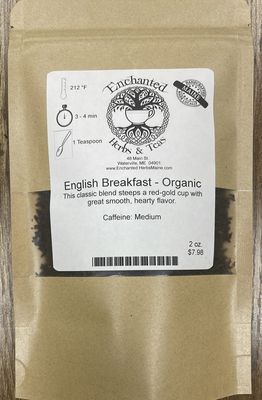 212 °F
3 - 4 min
1 Teaspoon
Enchanted
Herbs & Teas
48 Main St
Waterville, ME 04901
www.EnchantedHerbsMaine.com
MAINE
English Breakfast - Organic
This classic blend steeps a red-gold cup with
great smooth, hearty flavor.
Caffeine: Medium
2 oz.
$7.98